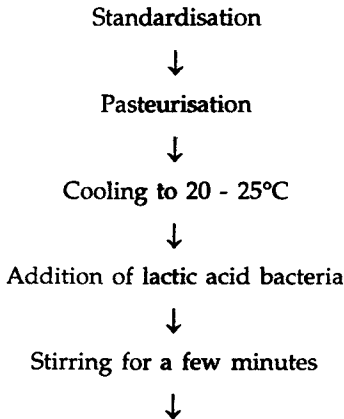 Standardisation
↓
Pasteurisation
↓
Cooling to 20 - 25°C
↓
Addition of lactic acid bacteria
↓
Stirring for a few minutes
↓